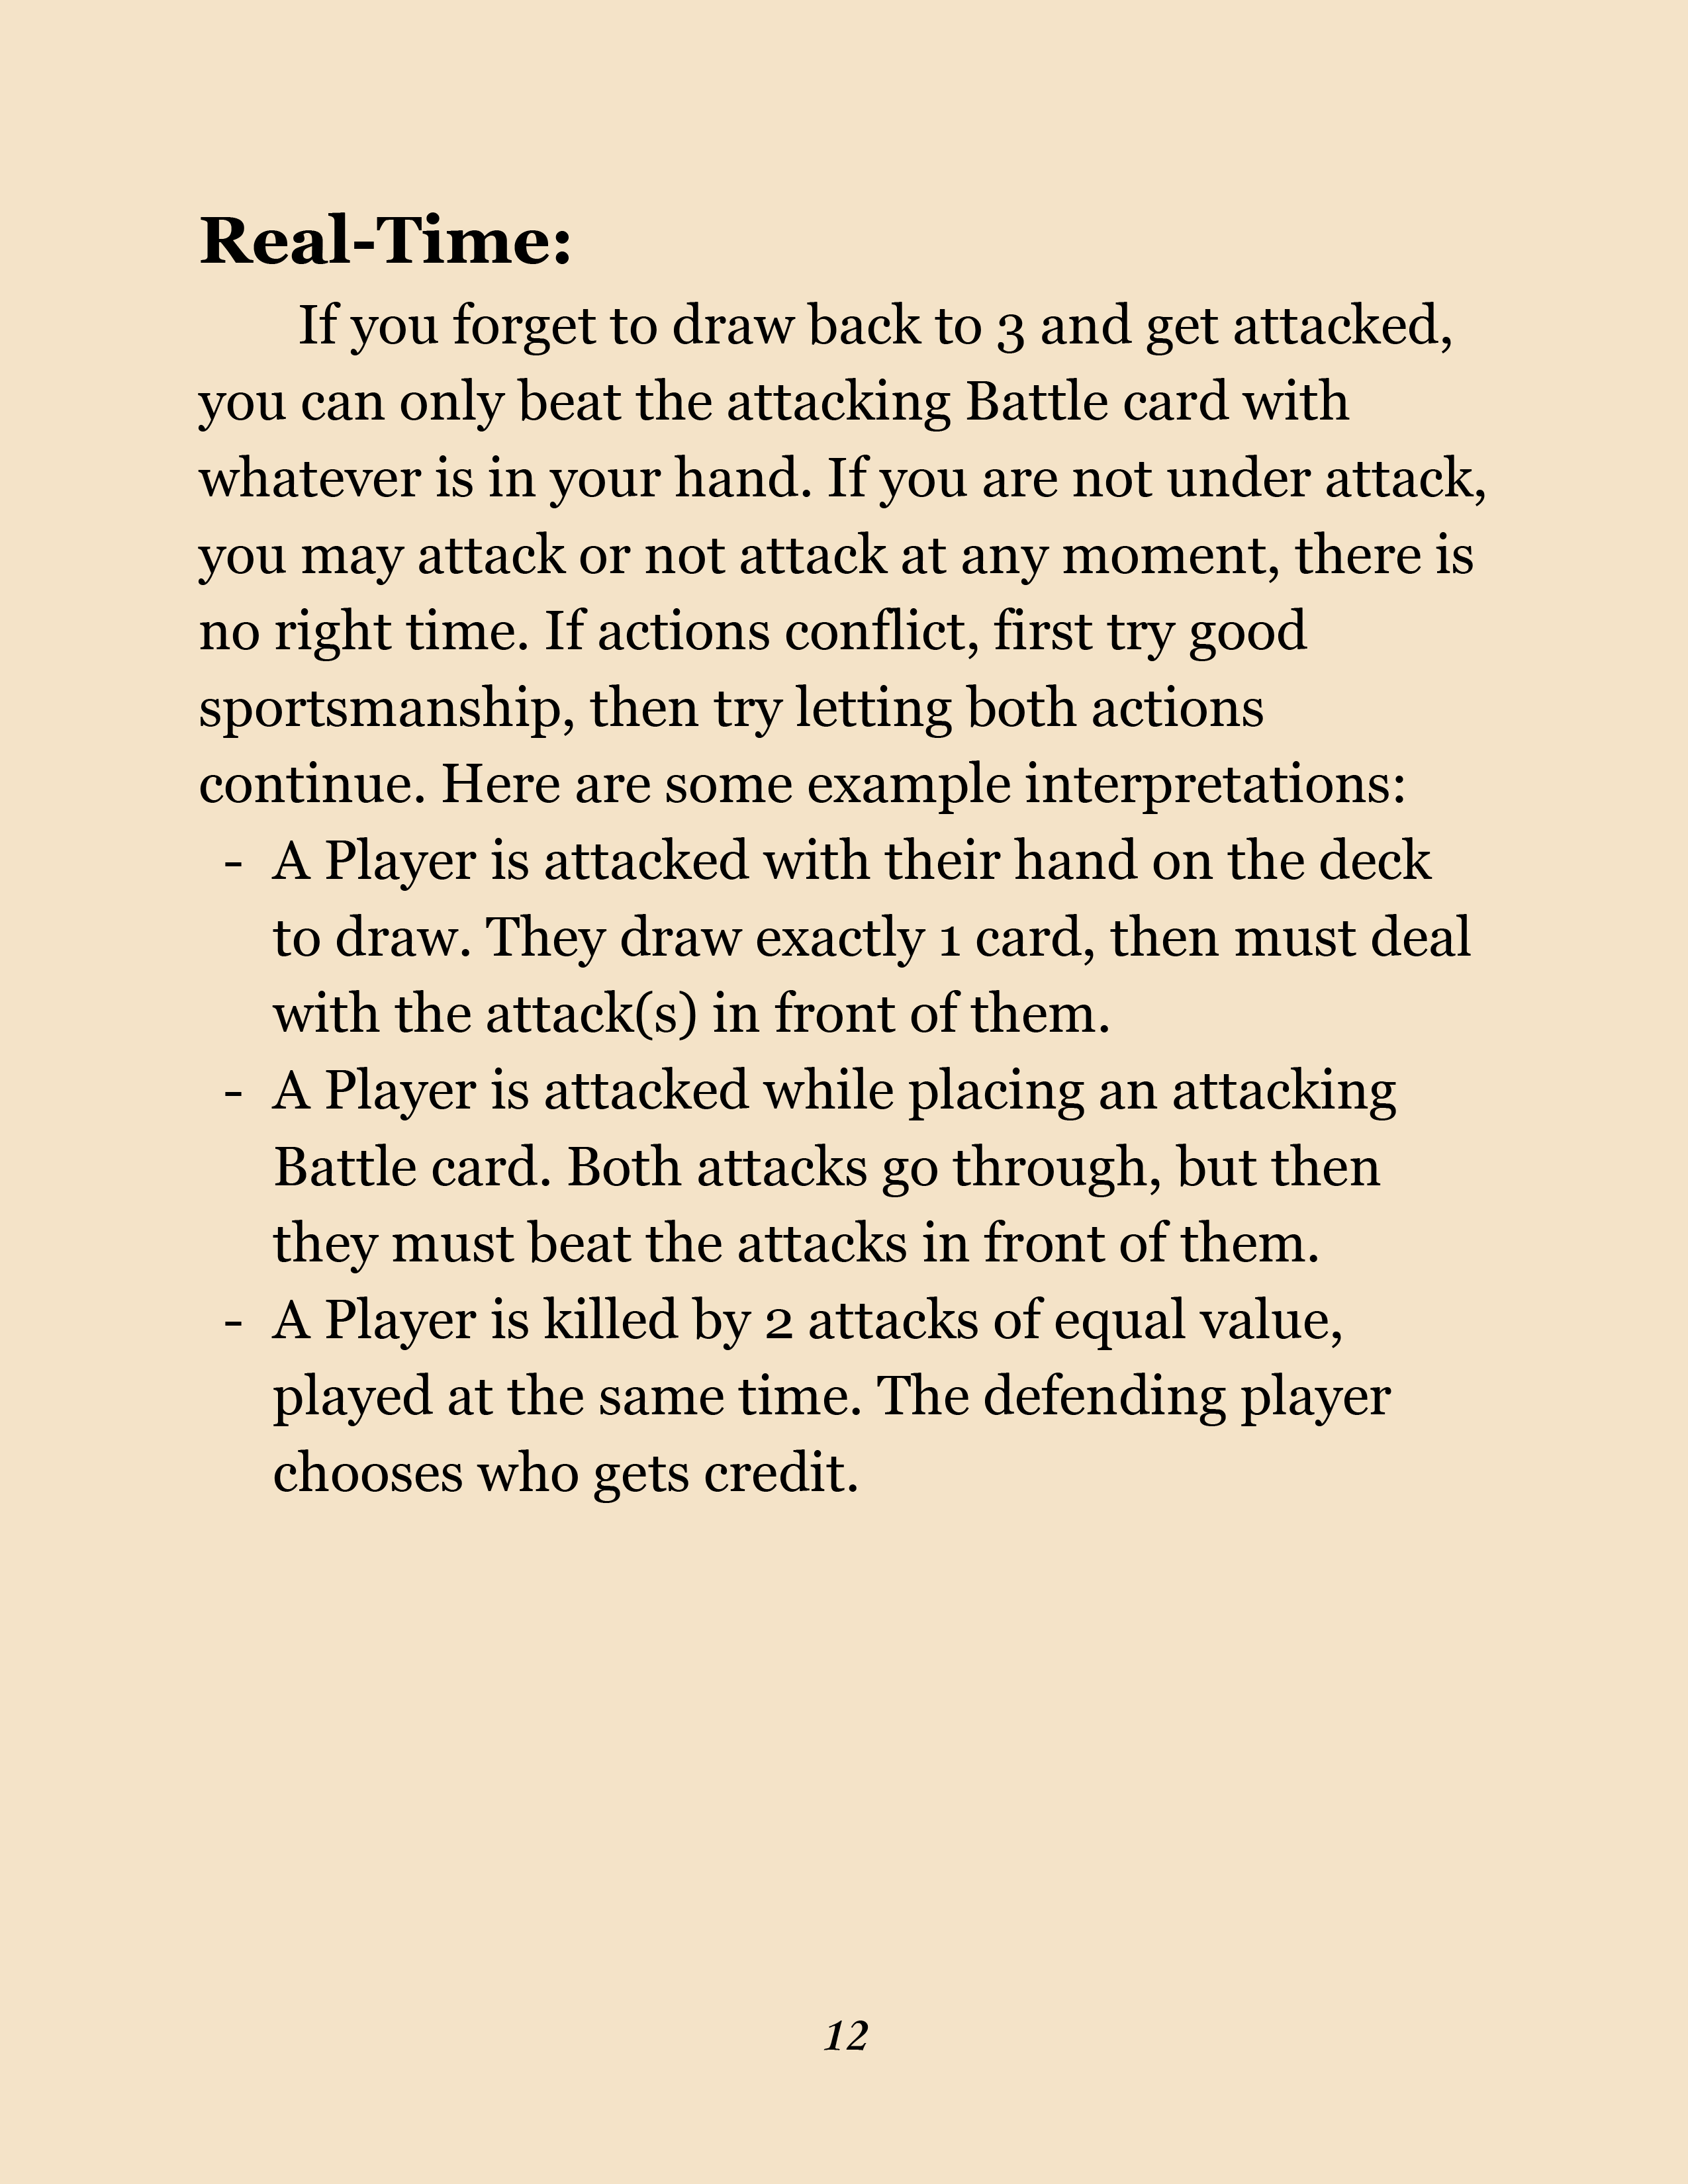 Real-Time:
If you forget to draw back to 3 and get attacked,
you can only beat the attacking Battle card with
whatever is in your hand. If you are not under attack,
you may attack or not attack at any moment, there is
no right time. If actions conflict, first try good
sportsmanship, then try letting both actions
continue. Here are some example interpretations:
- A Player is attacked with their hand on the deck
to draw. They draw exactly 1 card, then must deal
with the attack(s) in front of them.
- A Player is attacked while placing an attacking
Battle card. Both attacks go through, but then
they must beat the attacks in front of them.
- A Player is killed by 2 attacks of equal value,
played at the same time. The defending player
chooses who gets credit.
12